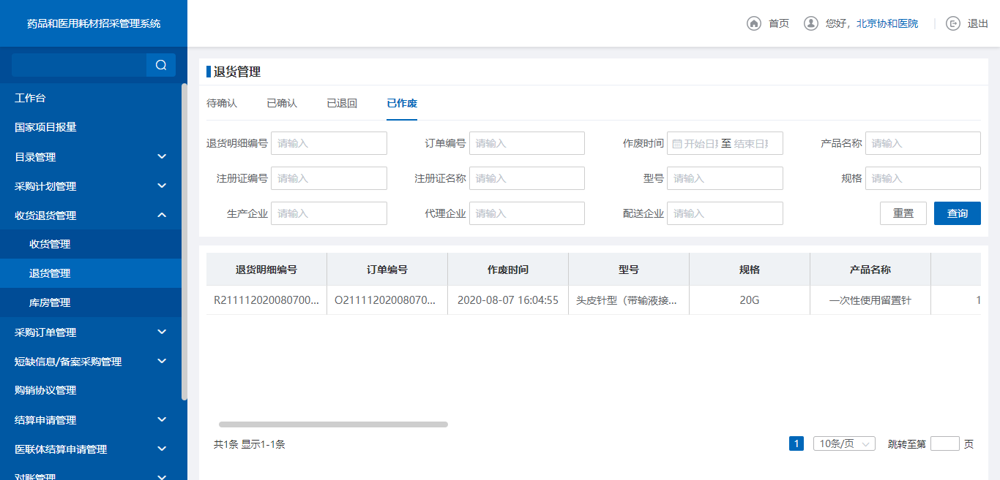 药品和医用耗材招采管理系统
首页 您好，北京协和医院 退出
工作台
国家项目报量
目录管理
采购计划管理
收货退货管理
收货管理
退货管理
库房管理
采购订单管理
短缺信息/备案采购管理
购销协议管理
结算申请管理
医联体结算申请管理
对账管理
退货管理
待确认 已确认 已退回 已作废
退货明细编号 请输入 订单编号 请输入 作废时间 开始日期 至 结束日期 产品名称 请输入
注册证编号 请输入 注册证名称 请输入 型号 请输入 规格 请输入
生产企业 请输入 代理企业 请输入 配送企业 请输入 重置 查询
退货明细编号 订单编号 作废时间 型号 规格 产品名称
R211112020080700... O21111202008070... 2020-08-07 16:04:55 头皮针型（带输液接... 20G 一次性使用留置针 1
共1条 显示1-1条 1 10条/页 跳转至第 页